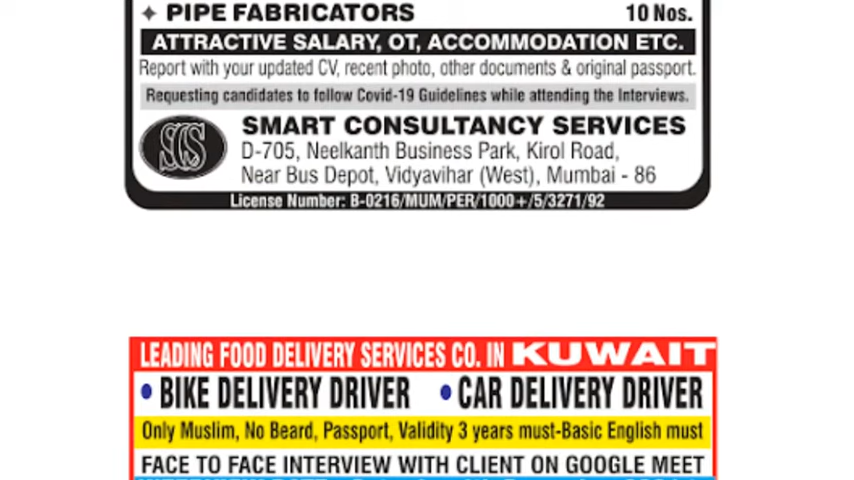 ✦ PIPE FABRICATORS 10 Nos.
ATTRACTIVE SALARY, OT, ACCOMMODATION ETC.
Report with your updated CV, recent photo, other documents & original passport.
Requesting candidates to follow Covid-19 Guidelines while attending the Interviews.
SCS
SMART CONSULTANCY SERVICES
D-705, Neelkanth Business Park, Kirol Road,
Near Bus Depot, Vidyavihar (West), Mumbai - 86
License Number: B-0216/MUM/PER/1000+/5/3271/92
LEADING FOOD DELIVERY SERVICES CO. IN KUWAIT
• BIKE DELIVERY DRIVER • CAR DELIVERY DRIVER
Only Muslim, No Beard, Passport, Validity 3 years must-Basic English must
FACE TO FACE INTERVIEW WITH CLIENT ON GOOGLE MEET